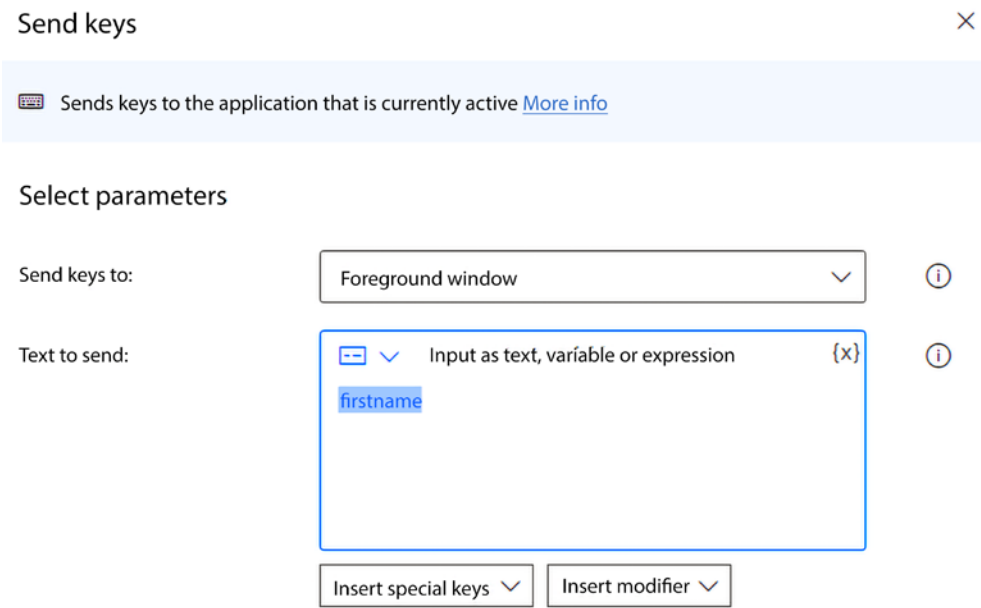 Send keys
Sends keys to the application that is currently active More info
Select parameters
Send keys to:
Foreground window
Text to send:
Input as text, varíable or expression
{x}
firstname
Insert special keys
Insert modifier